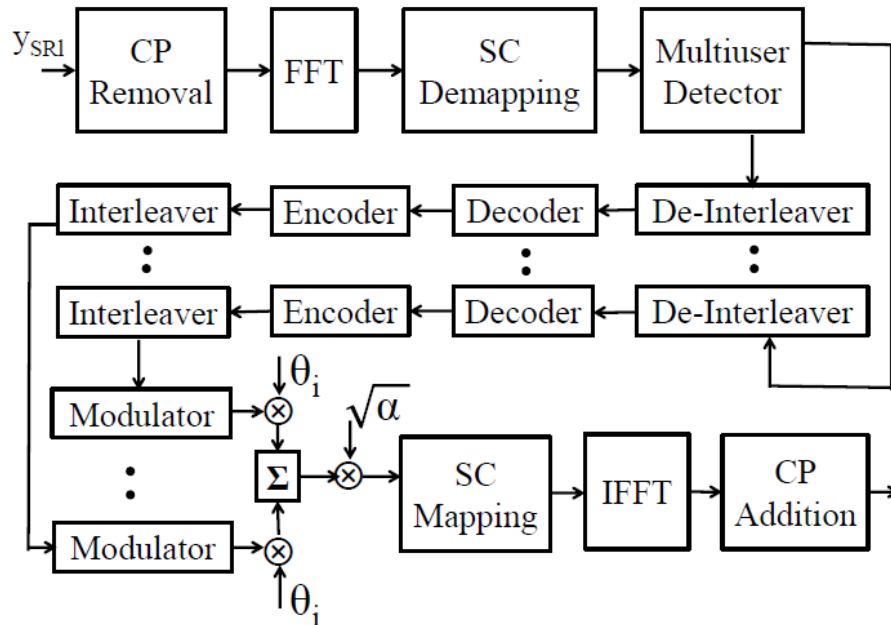 y_SR1
CP Removal
FFT
SC Demapping
Multiuser Detector
Interleaver
Encoder
Decoder
De-Interleaver
Interleaver
Encoder
Decoder
De-Interleaver
θ_i
√α
Modulator
Σ
SC Mapping
IFFT
CP Addition
Modulator
θ_i